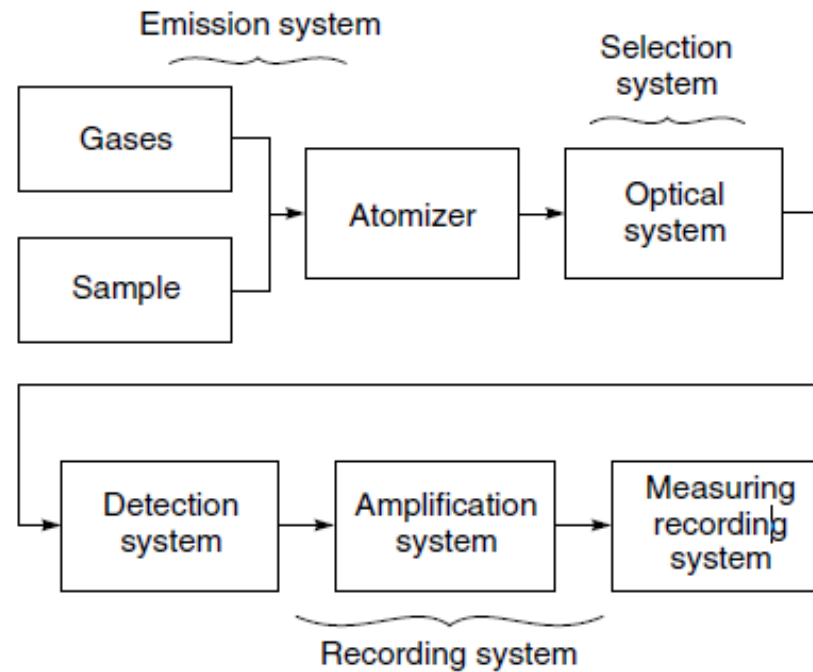 Emission system
Selection
system
Gases
Sample
Atomizer
Optical
system
Detection
system
Amplification
system
Measuring
recording
system
Recording system